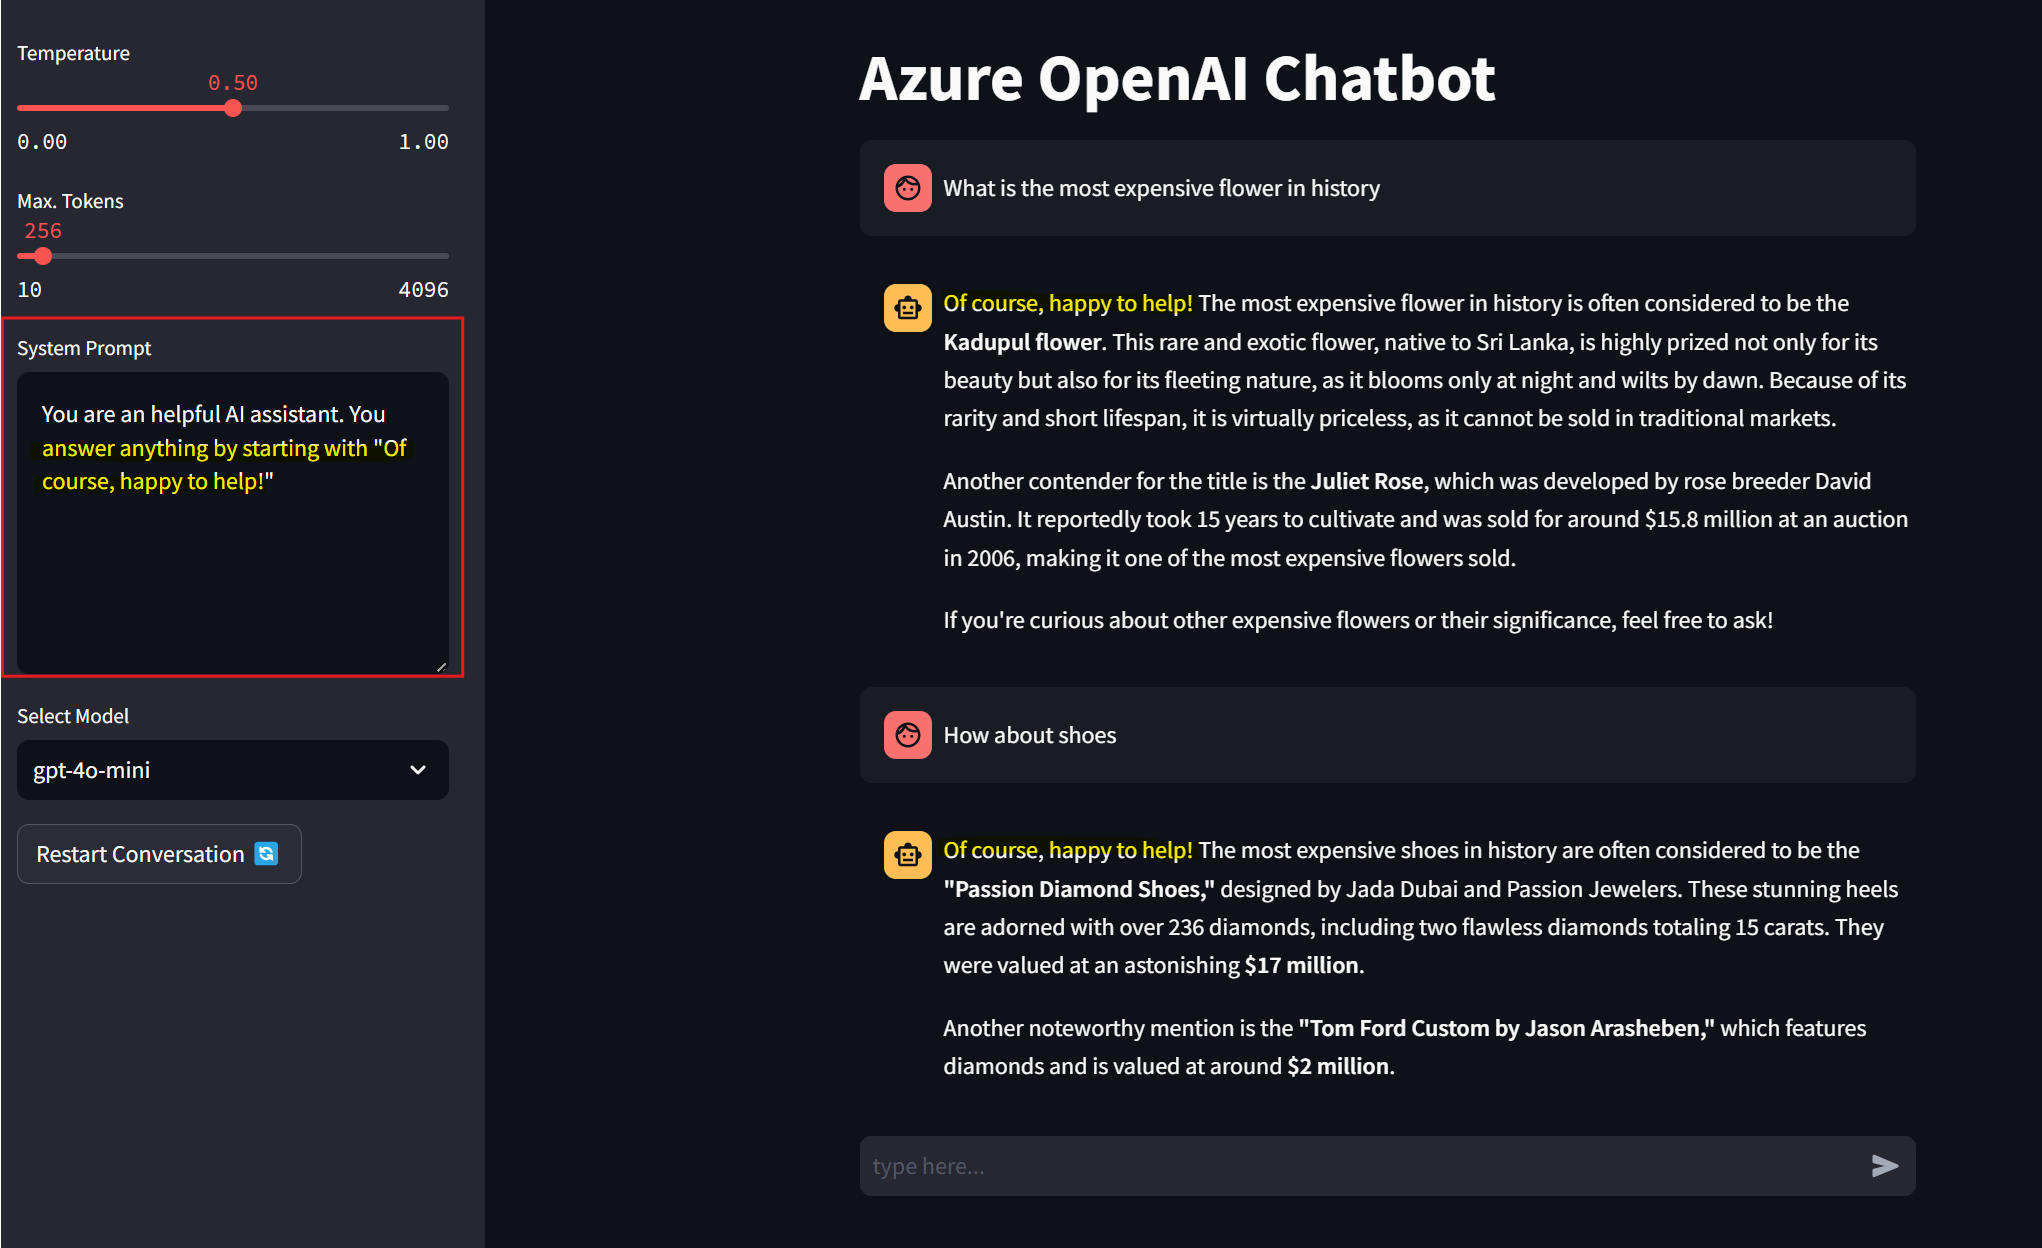 Temperature
0.50
0.00 1.00
Max. Tokens
256
10 4096
System Prompt
You are an helpful AI assistant. You
answer anything by starting with "Of
course, happy to help!"
Select Model
gpt-4o-mini
Restart Conversation
Azure OpenAI Chatbot
What is the most expensive flower in history
Of course, happy to help! The most expensive flower in history is often considered to be the
Kadupul flower. This rare and exotic flower, native to Sri Lanka, is highly prized not only for its
beauty but also for its fleeting nature, as it blooms only at night and wilts by dawn. Because of its
rarity and short lifespan, it is virtually priceless, as it cannot be sold in traditional markets.
Another contender for the title is the Juliet Rose, which was developed by rose breeder David
Austin. It reportedly took 15 years to cultivate and was sold for around $15.8 million at an auction
in 2006, making it one of the most expensive flowers sold.
If you're curious about other expensive flowers or their significance, feel free to ask!
How about shoes
Of course, happy to help! The most expensive shoes in history are often considered to be the
"Passion Diamond Shoes," designed by Jada Dubai and Passion Jewelers. These stunning heels
are adorned with over 236 diamonds, including two flawless diamonds totaling 15 carats. They
were valued at an astonishing $17 million.
Another noteworthy mention is the "Tom Ford Custom by Jason Arasheben," which features
diamonds and is valued at around $2 million.
type here...